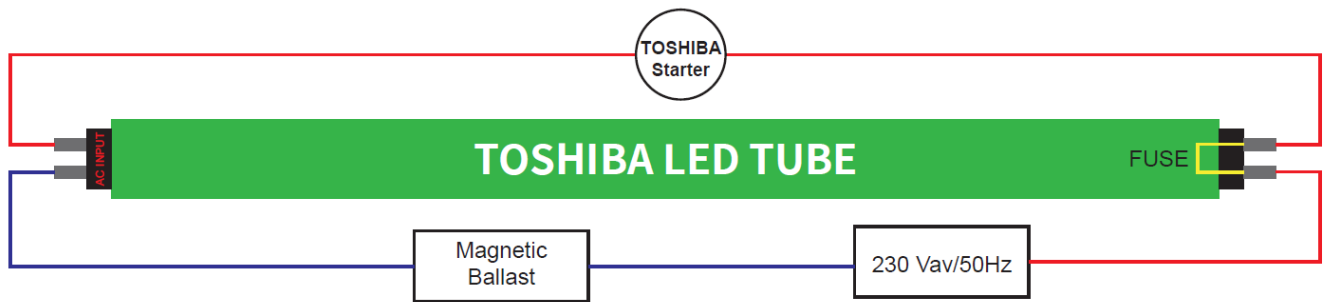 TOSHIBA
Starter
AC INPUT
TOSHIBA LED TUBE
FUSE
Magnetic
Ballast
230 Vav/50Hz